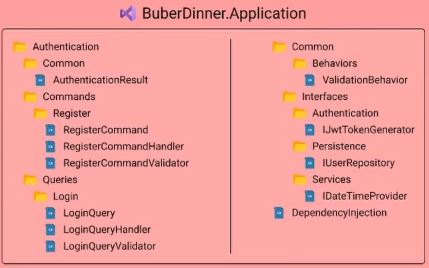 BuberDinner.Application
Authentication
Common
AuthenticationResult
Commands
Register
RegisterCommand
RegisterCommandHandler
RegisterCommandValidator
Queries
Login
LoginQuery
LoginQueryHandler
LoginQueryValidator
Common
Behaviors
ValidationBehavior
Interfaces
Authentication
IJwtTokenGenerator
Persistence
IUserRepository
Services
IDateTimeProvider
DependencyInjection